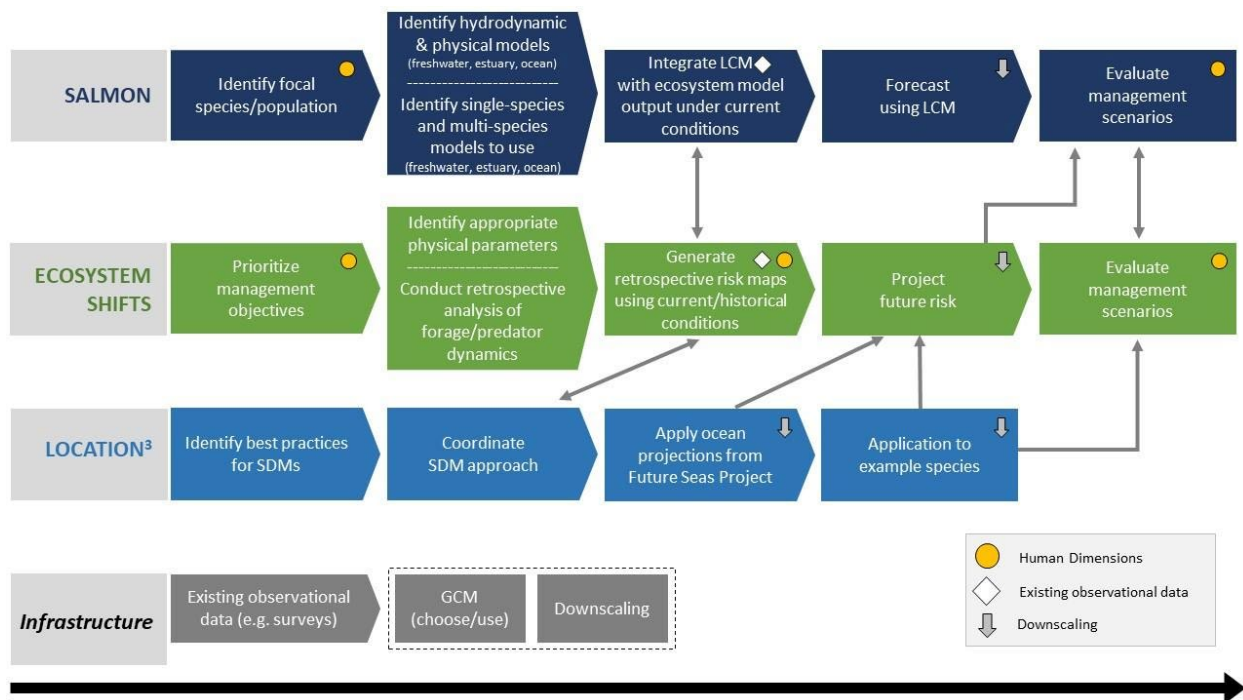 SALMON
Identify focal
species/population
Identify hydrodynamic
& physical models
(freshwater, estuary, ocean)
Identify single-species
and multi-species
models to use
(freshwater, estuary, ocean)
Integrate LCM
with ecosystem model
output under current
conditions
Forecast
using LCM
Evaluate
management
scenarios
ECOSYSTEM
SHIFTS
Prioritize
management
objectives
Identify appropriate
physical parameters
Conduct retrospective
analysis of
forage/predator
dynamics
Generate
retrospective risk maps
using current/historical
conditions
Project
future risk
Evaluate
management
scenarios
LOCATION³
Identify best practices
for SDMs
Coordinate
SDM approach
Apply ocean
projections from
Future Seas Project
Application to
example species
Infrastructure
Existing observational
data (e.g. surveys)
GCM
(choose/use)
Downscaling
Human Dimensions
Existing observational data
Downscaling